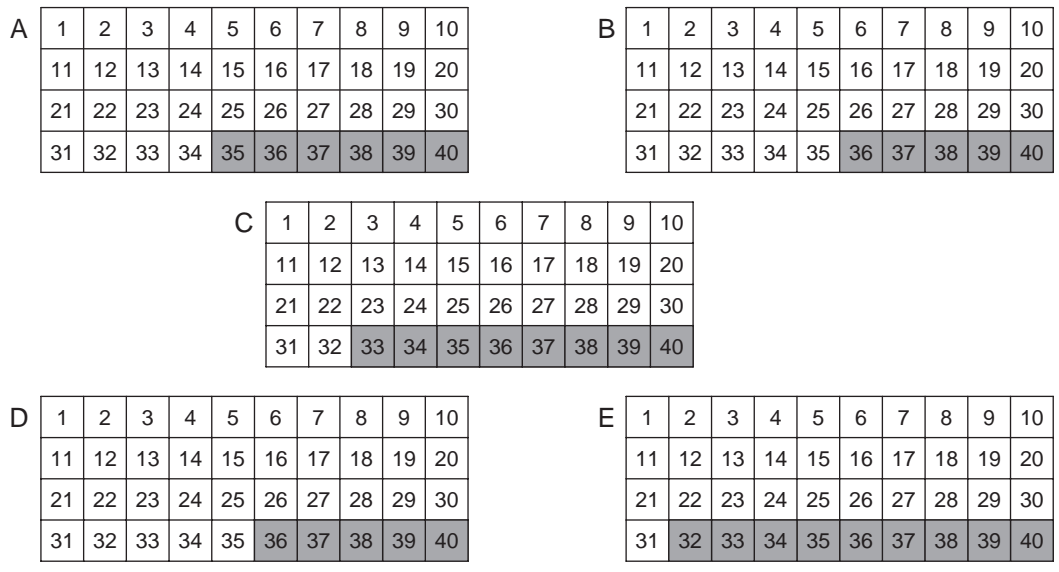 A 1 2 3 4 5 6 7 8 9 10 B 1 2 3 4 5 6 7 8 9 10
11 12 13 14 15 16 17 18 19 20 11 12 13 14 15 16 17 18 19 20
21 22 23 24 25 26 27 28 29 30 21 22 23 24 25 26 27 28 29 30
31 32 33 34 35 36 37 38 39 40 31 32 33 34 35 36 37 38 39 40
C 1 2 3 4 5 6 7 8 9 10
11 12 13 14 15 16 17 18 19 20
21 22 23 24 25 26 27 28 29 30
31 32 33 34 35 36 37 38 39 40
D 1 2 3 4 5 6 7 8 9 10 E 1 2 3 4 5 6 7 8 9 10
11 12 13 14 15 16 17 18 19 20 11 12 13 14 15 16 17 18 19 20
21 22 23 24 25 26 27 28 29 30 21 22 23 24 25 26 27 28 29 30
31 32 33 34 35 36 37 38 39 40 31 32 33 34 35 36 37 38 39 40